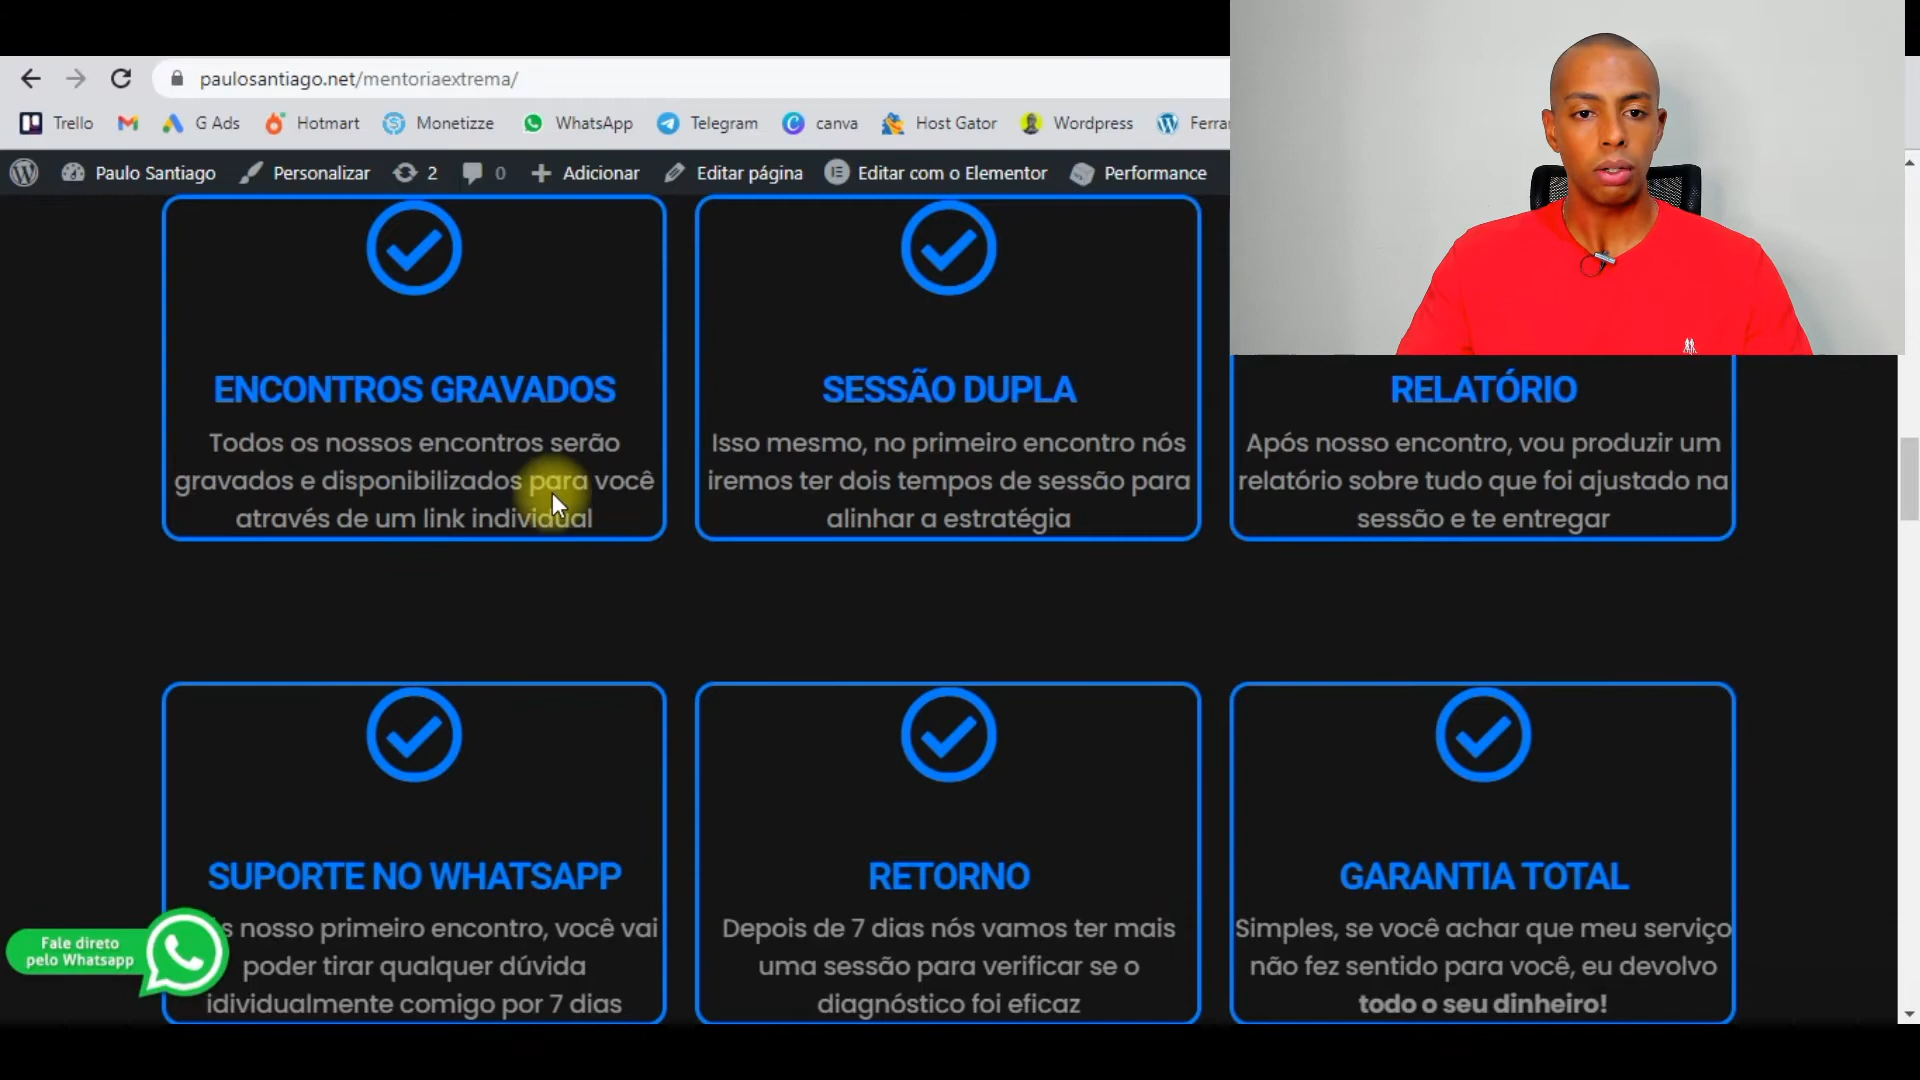 paulosantiago.net/mentoriaextrema/
Trello G Ads Hotmart Monetizze WhatsApp Telegram canva Host Gator Wordpress Ferrar
Paulo Santiago Personalizar 2 0 Adicionar Editar página Editar com o Elementor Performance
ENCONTROS GRAVADOS
Todos os nossos encontros serão
gravados e disponibilizados para você
através de um link individual
SESSÃO DUPLA
Isso mesmo, no primeiro encontro nós
iremos ter dois tempos de sessão para
alinhar a estratégia
RELATÓRIO
Após nosso encontro, vou produzir um
relatório sobre tudo que foi ajustado na
sessão e te entregar
SUPORTE NO WHATSAPP
nosso primeiro encontro, você vai
poder tirar qualquer dúvida
idividualmente comigo por 7 dias
RETORNO
Depois de 7 dias nós vamos ter mais
uma sessão para verificar se o
diagnóstico foi eficaz
GARANTIA TOTAL
Simples, se você achar que meu serviço
não fez sentido para você, eu devolvo
todo o seu dinheiro!
Fale direto
pelo Whatsapp